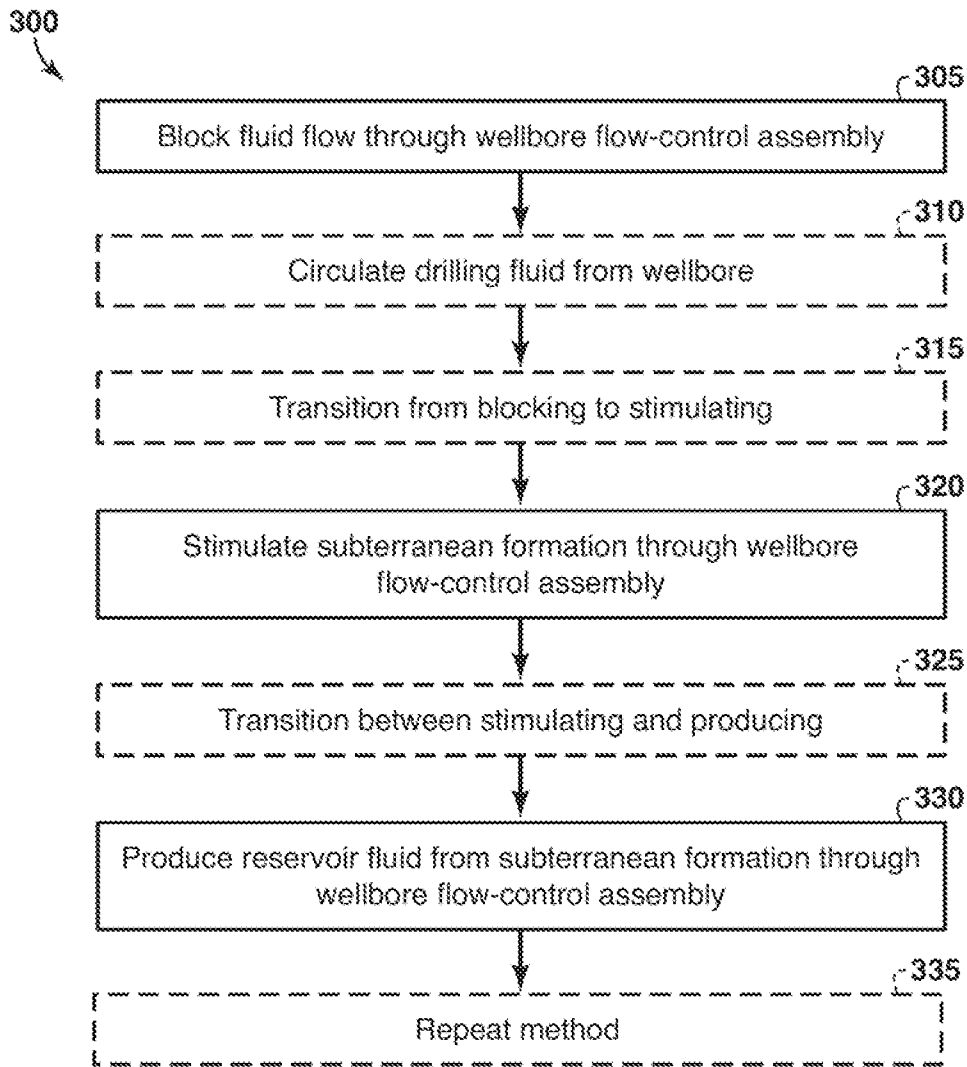 300
305
Block fluid flow through wellbore flow-control assembly
310
Circulate drilling fluid from wellbore
315
Transition from blocking to stimulating
320
Stimulate subterranean formation through wellbore
flow-control assembly
325
Transition between stimulating and producing
330
Produce reservoir fluid from subterranean formation through
wellbore flow-control assembly
335
Repeat method